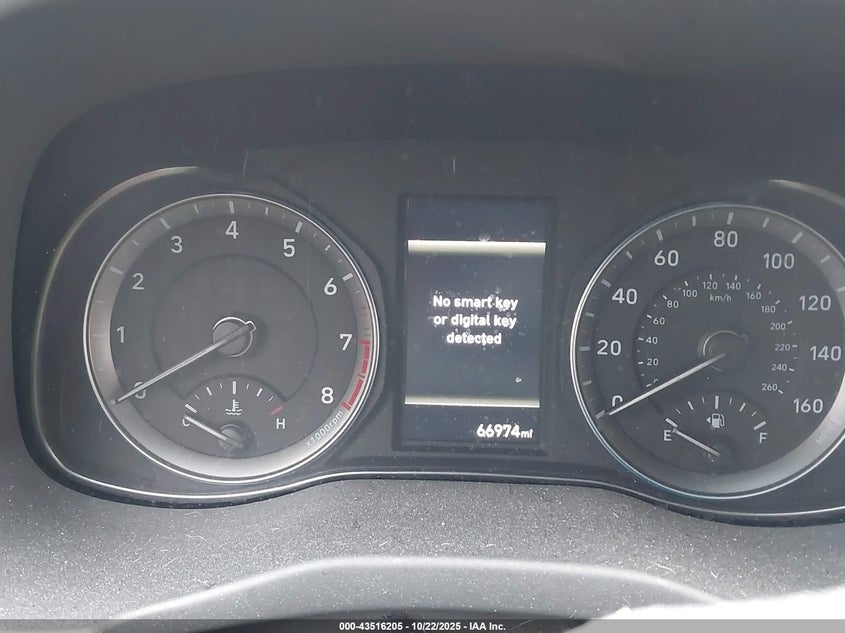 0
1
2
3
4
5
6
7
8
x1000rpm
C
H
No smart key
or digital key
detected
66974mi
0
20
40
60
80
100
120
140
160
MPH
0
20
40
60
80
100
120
140
160
180
200
220
240
260
km/h
E
F
000-43516205 - 10/22/2025 - IAA Inc.